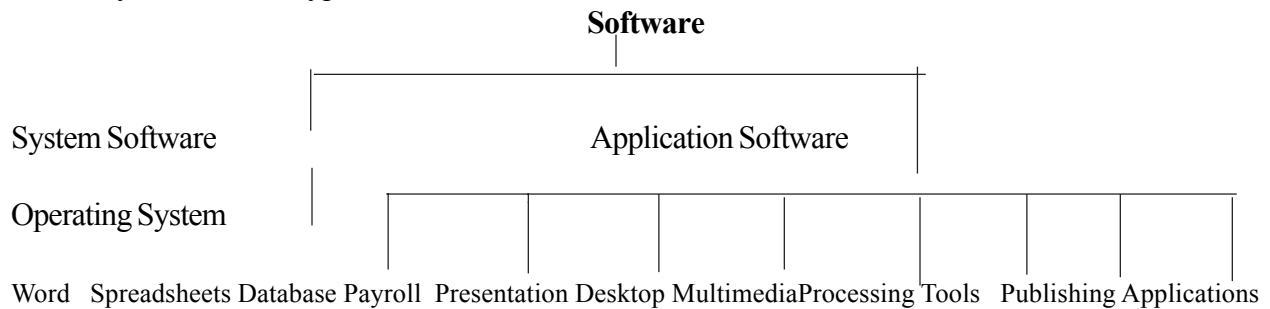 Software
System Software Application Software
Operating System
Word Spreadsheets Database Payroll Presentation Desktop MultimediaProcessing Tools Publishing Applications